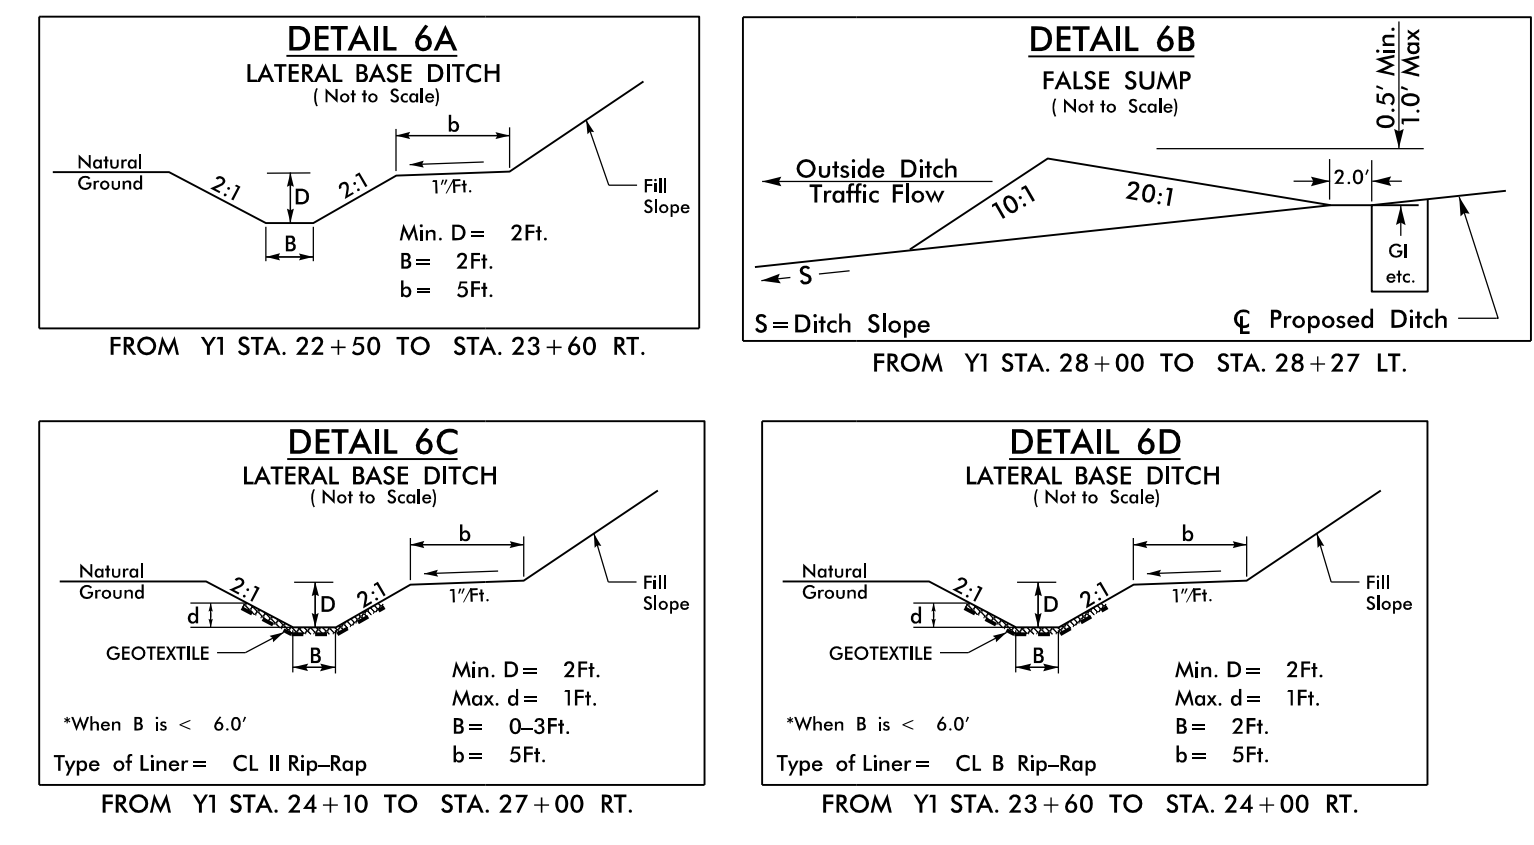 DETAIL 6A
LATERAL BASE DITCH
( Not to Scale)
b
Natural
Ground
2:1
D
2:1
1"/Ft.
Fill
Slope
B
Min. D = 2Ft.
B = 2Ft.
b = 5Ft.
FROM Y1 STA. 22+50 TO STA. 23+60 RT.
DETAIL 6B
FALSE SUMP
( Not to Scale)
0.5' Min.
1.0' Max
Outside Ditch
Traffic Flow
10:1
20:1
2.0'
GI
etc.
S
S = Ditch Slope
℄ Proposed Ditch
FROM Y1 STA. 28+00 TO STA. 28+27 LT.
DETAIL 6C
LATERAL BASE DITCH
( Not to Scale)
b
Natural
Ground
2:1
D
2:1
1"/Ft.
Fill
Slope
d
GEOTEXTILE
B
Min. D = 2Ft.
Max. d = 1Ft.
B = 0–3Ft.
b = 5Ft.
*When B is < 6.0'
Type of Liner = CL II Rip–Rap
FROM Y1 STA. 24+10 TO STA. 27+00 RT.
DETAIL 6D
LATERAL BASE DITCH
( Not to Scale)
b
Natural
Ground
2:1
D
2:1
1"/Ft.
Fill
Slope
d
GEOTEXTILE
B
Min. D = 2Ft.
Max. d = 1Ft.
B = 2Ft.
b = 5Ft.
*When B is < 6.0'
Type of Liner = CL B Rip–Rap
FROM Y1 STA. 23+60 TO STA. 24+00 RT.